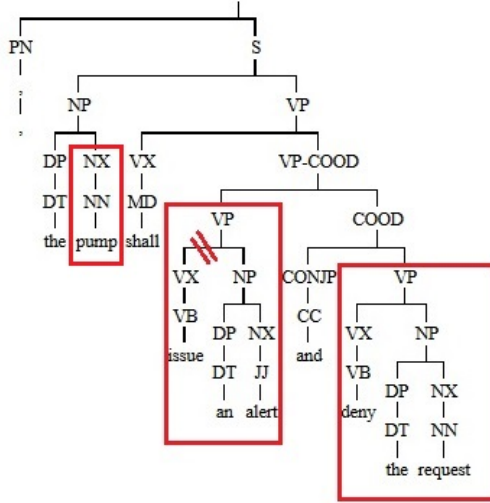 PN S
NP VP
, DP NX VX VP-COOD
, DT NN MD VP COOD
the pump shall
VX NP CONJP VP
VB DP NX CC VX NP
issue DT JJ and VB DP NX
an alert deny DT NN
the request